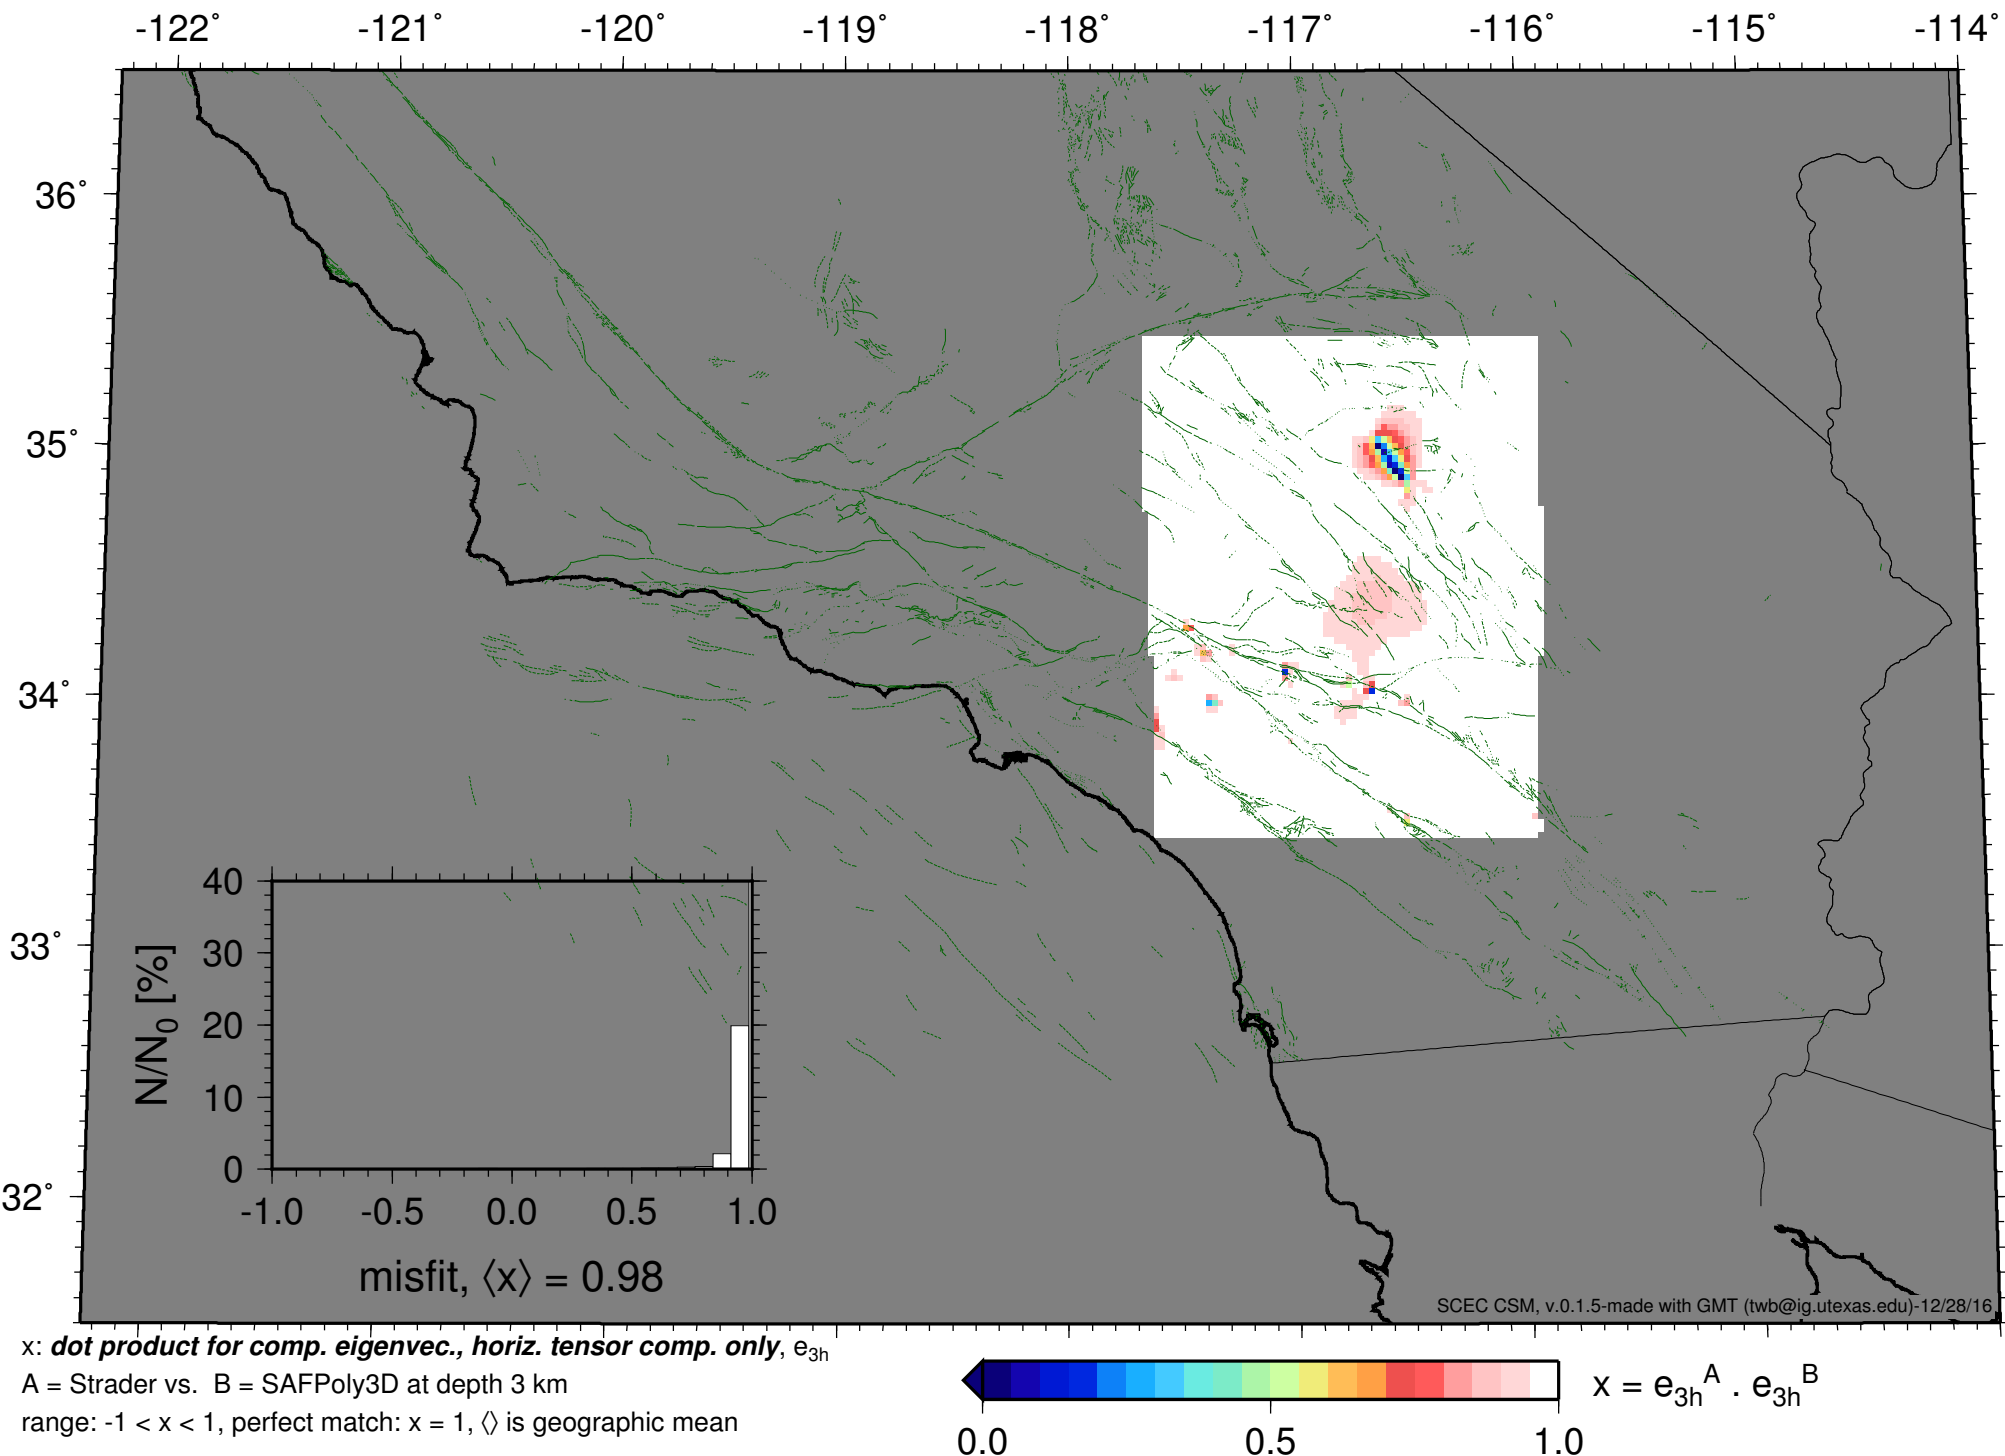 -122˚ -121˚ -120˚ -119˚ -118˚ -117˚ -116˚ -115˚ -114˚
36˚
35˚
34˚
33˚
32˚
40
30
20
10
0
N/N0 [%]
-1.0 -0.5 0.0 0.5 1.0
misfit, ⟨x⟩ = 0.98
SCEC CSM, v.0.1.5-made with GMT (twb@ig.utexas.edu)-12/28/16
x: dot product for comp. eigenvec., horiz. tensor comp. only, e3h
A = Strader vs. B = SAFPoly3D at depth 3 km
range: -1 < x < 1, perfect match: x = 1, ⟨⟩ is geographic mean
0.0 0.5 1.0
x = e3h^A . e3h^B